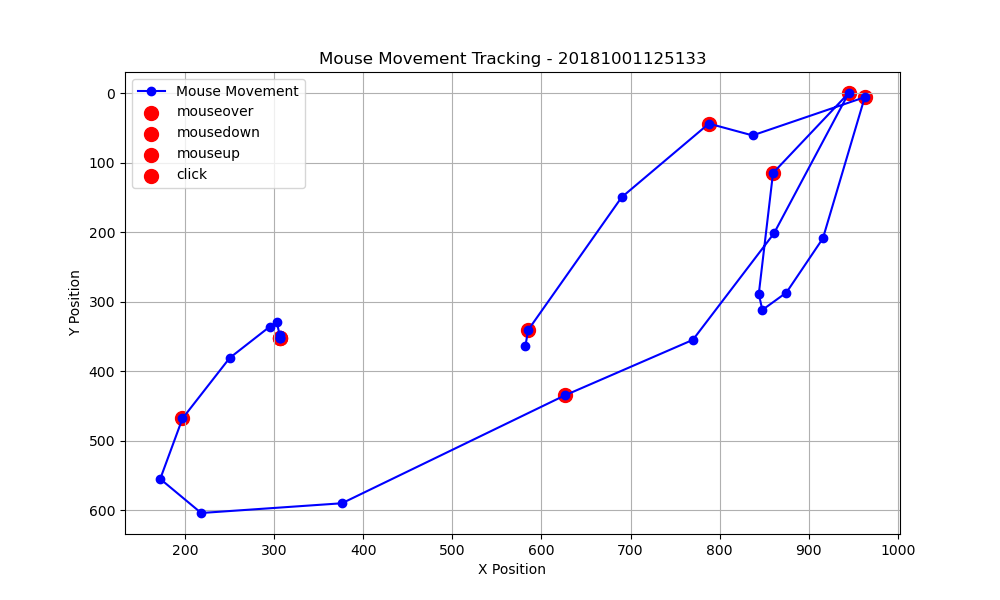 Mouse Movement Tracking - 20181001125133
Mouse Movement
mouseover
mousedown
mouseup
click
Y Position
0
100
200
300
400
500
600
200 300 400 500 600 700 800 900 1000
X Position